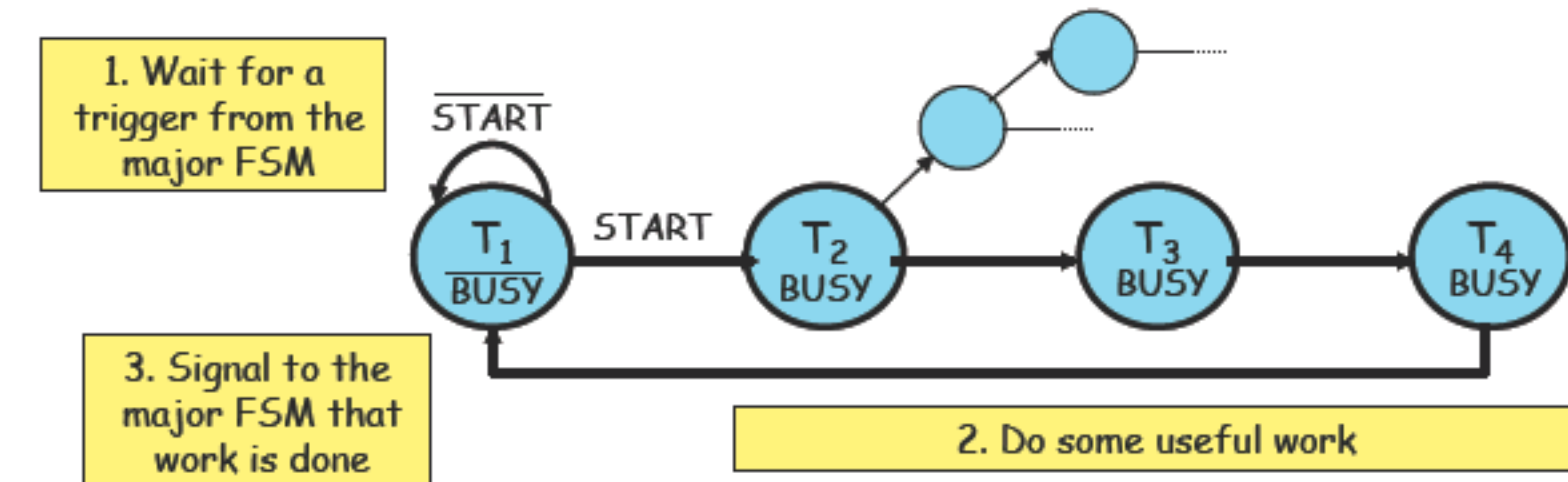 1. Wait for a
trigger from the
major FSM
START
START
T₁
BUSY
T₂
BUSY
T₃
BUSY
T₄
BUSY
3. Signal to the
major FSM that
work is done
2. Do some useful work